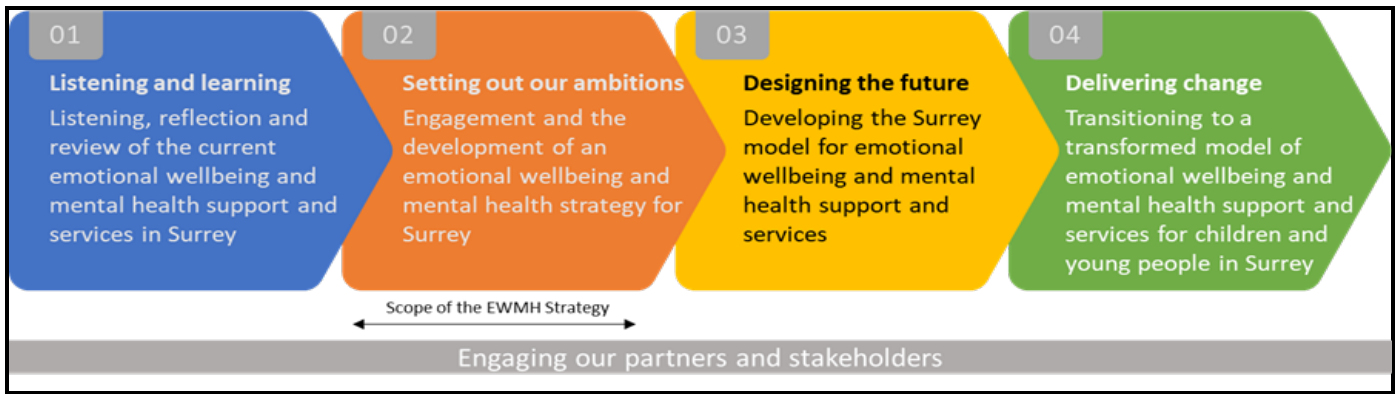 01
Listening and learning
Listening, reflection and
review of the current
emotional wellbeing and
mental health support and
services in Surrey
02
Setting out our ambitions
Engagement and the
development of an
emotional wellbeing and
mental health strategy for
Surrey
03
Designing the future
Developing the Surrey
model for emotional
wellbeing and mental
health support and
services
04
Delivering change
Transitioning to a
transformed model of
emotional wellbeing and
mental health support and
services for children and
young people in Surrey
Scope of the EWMH Strategy
Engaging our partners and stakeholders